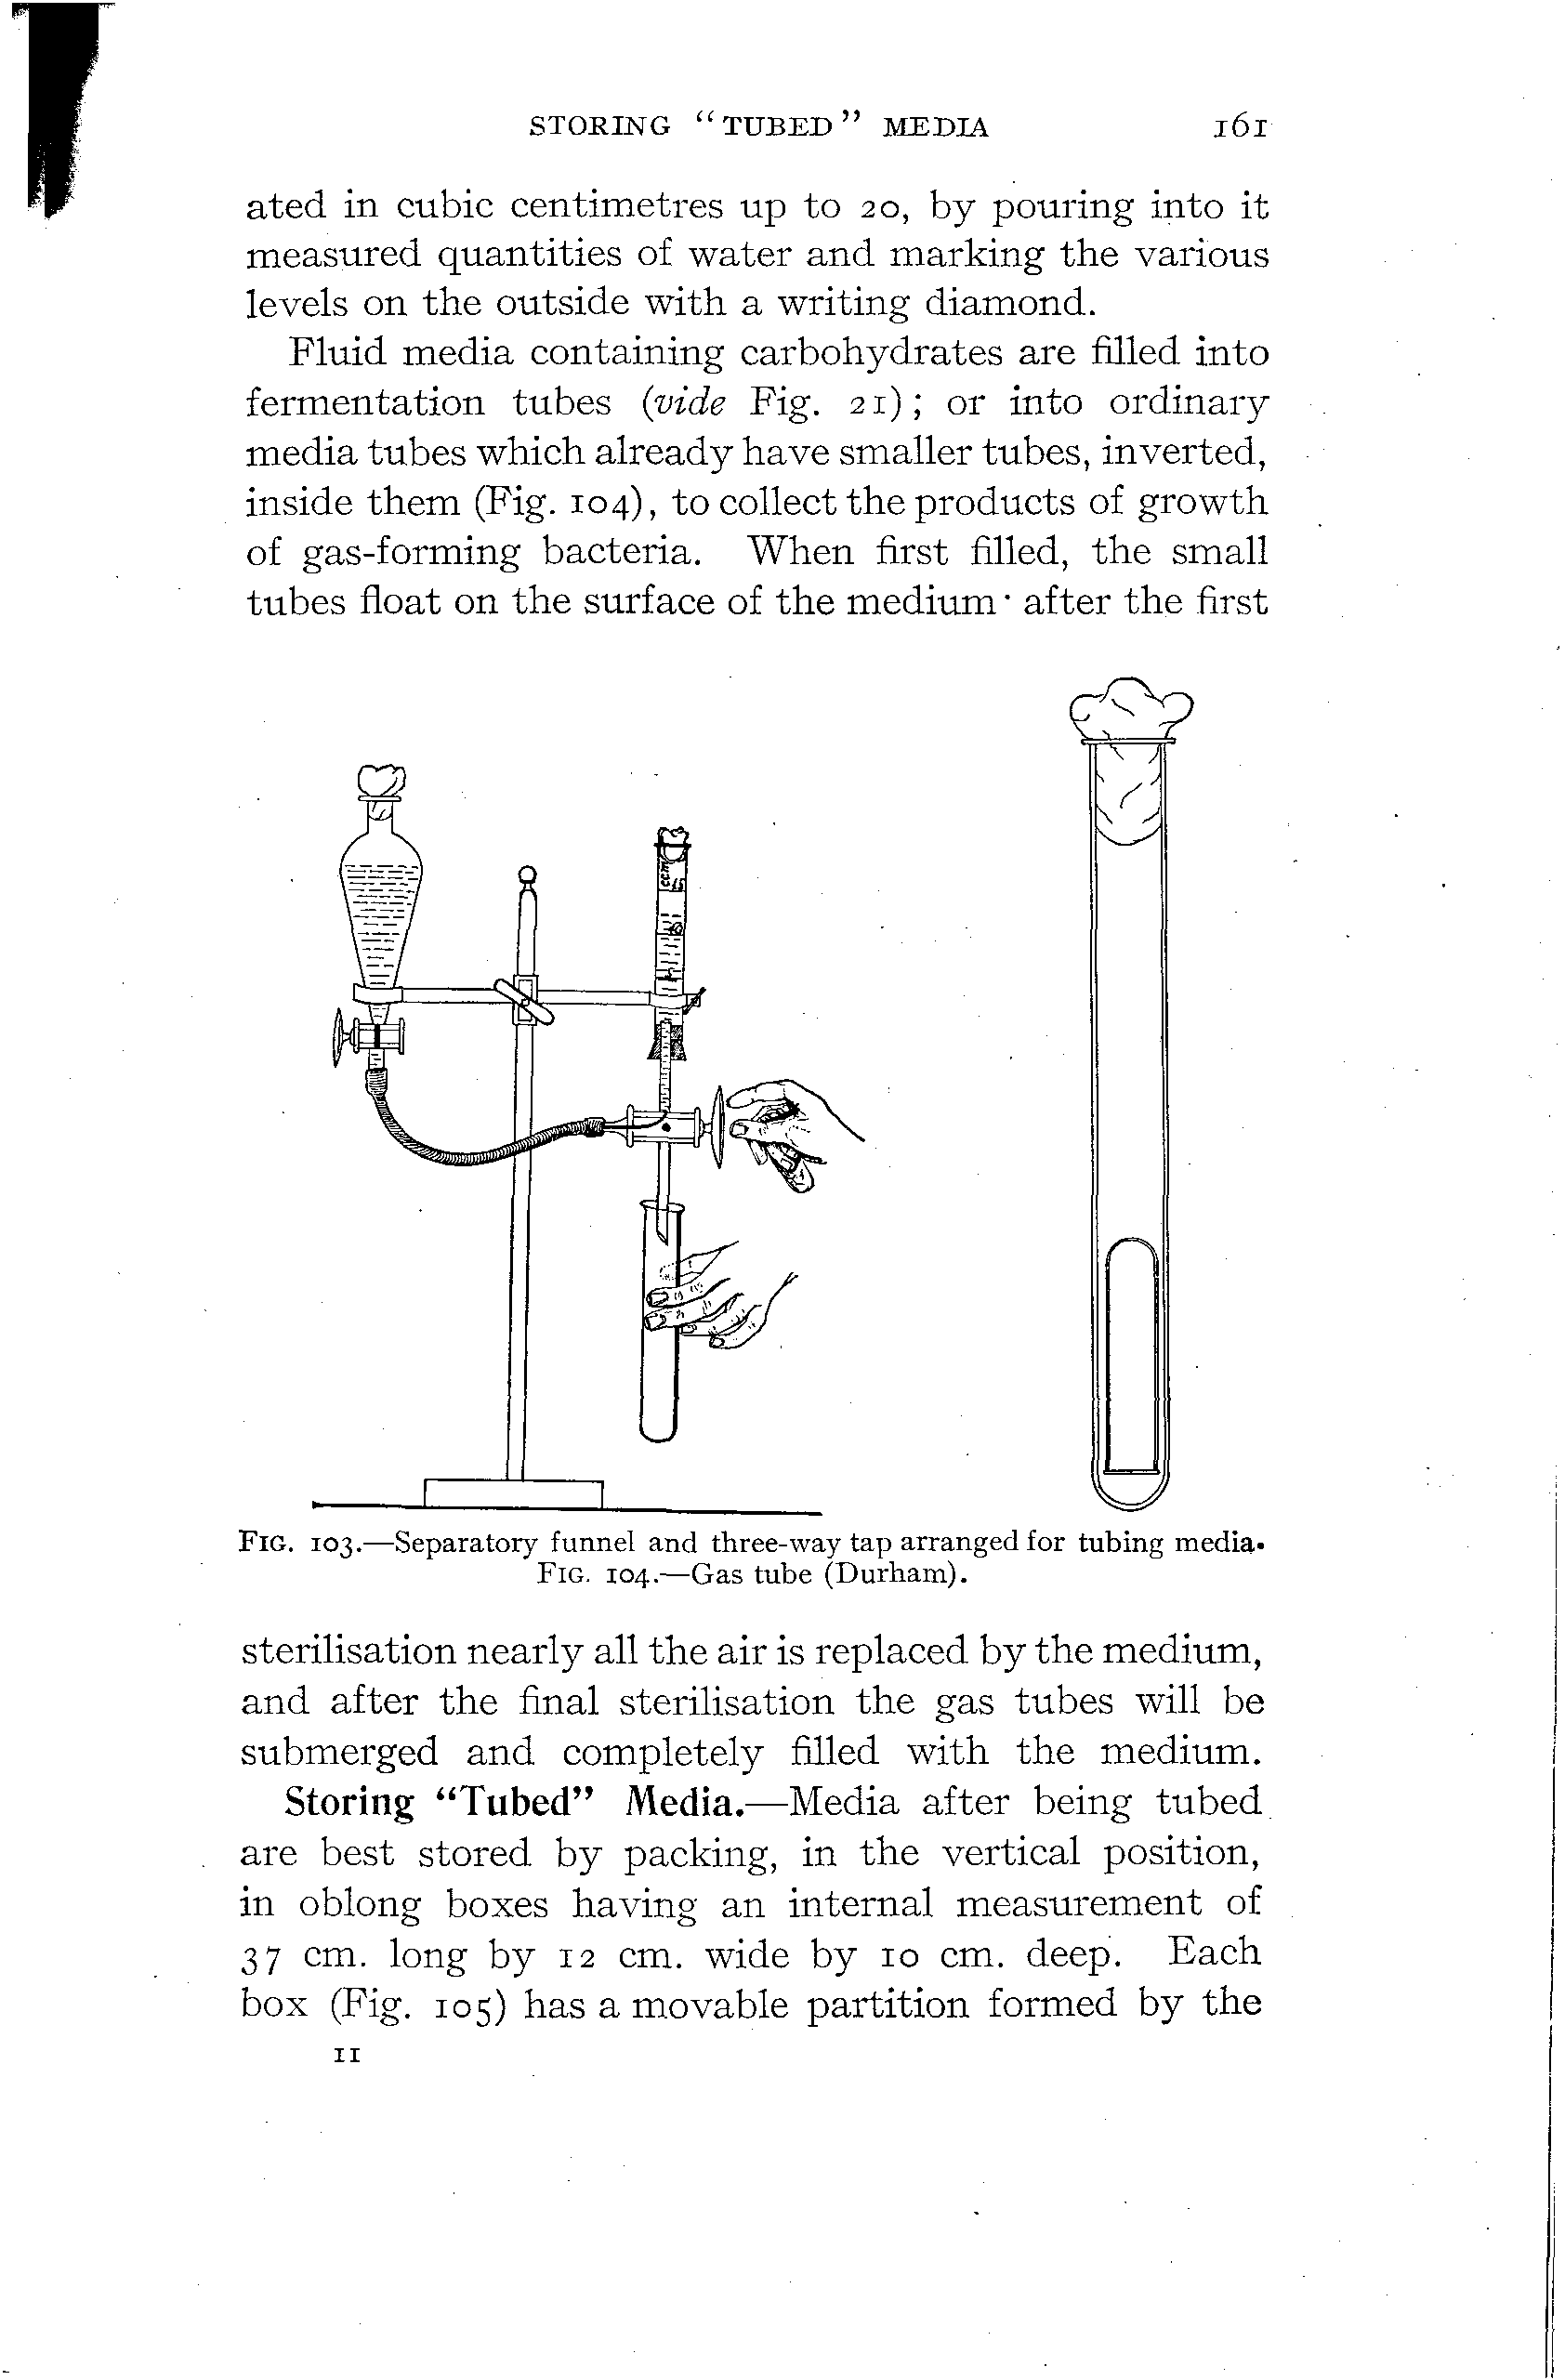 STORING "TUBED" MEDIA 161
ated in cubic centimetres up to 20, by pouring into it
measured quantities of water and marking the various
levels on the outside with a writing diamond.
Fluid media containing carbohydrates are filled into
fermentation tubes (vide Fig. 21); or into ordinary
media tubes which already have smaller tubes, inverted,
inside them (Fig. 104), to collect the products of growth
of gas-forming bacteria. When first filled, the small
tubes float on the surface of the medium· after the first
ccm
15
10
5
FIG. 103.—Separatory funnel and three-way tap arranged for tubing media.
FIG. 104.—Gas tube (Durham).
sterilisation nearly all the air is replaced by the medium,
and after the final sterilisation the gas tubes will be
submerged and completely filled with the medium.
Storing "Tubed" Media.—Media after being tubed
are best stored by packing, in the vertical position,
in oblong boxes having an internal measurement of
37 cm. long by 12 cm. wide by 10 cm. deep. Each
box (Fig. 105) has a movable partition formed by the
11